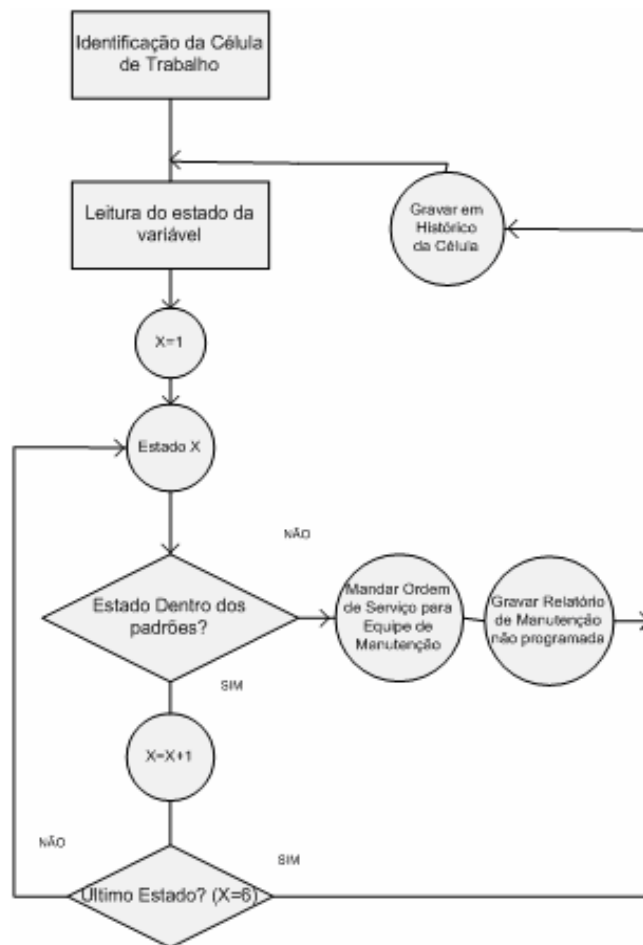 Identificação da Célula
de Trabalho
Leitura do estado da
variável
Gravar em
Histórico
da Célula
X=1
Estado X
NÃO
Estado Dentro dos
padrões?
Mandar Ordem
de Serviço para
Equipe de
Manutenção
Gravar Relatório
de Manutenção
não programada
SIM
X=X+1
NÃO
SIM
Último Estado? (X=6)